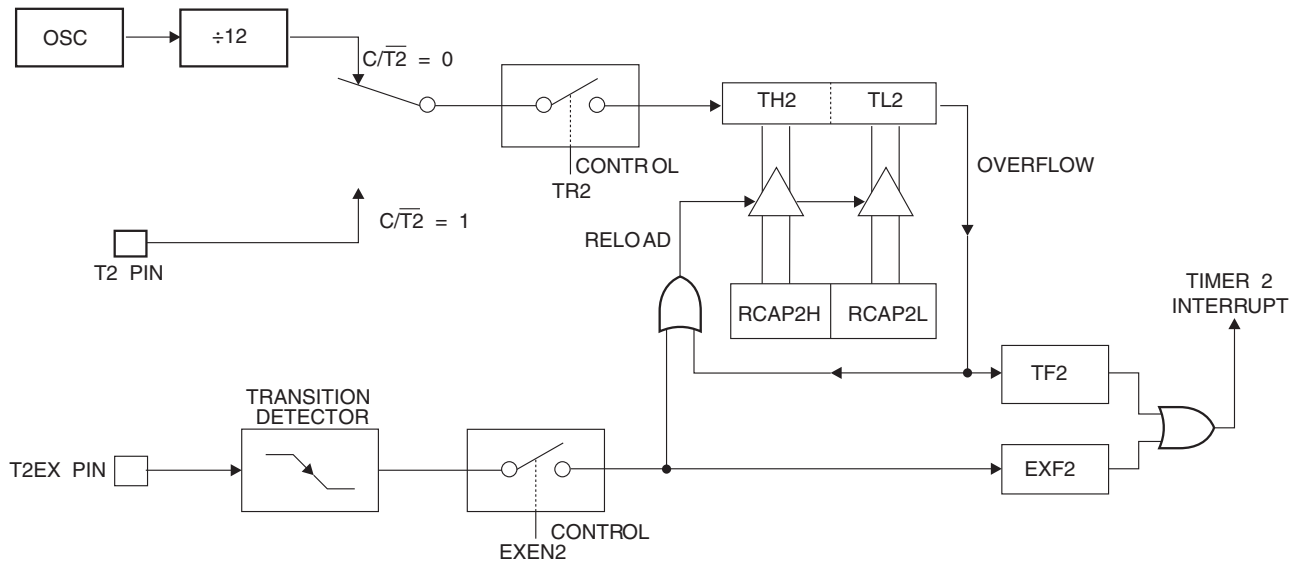 OSC
÷12
C/T2̅ = 0
TH2
TL2
CONTROL
TR2
OVERFLOW
C/T2̅ = 1
T2 PIN
RELOAD
RCAP2H
RCAP2L
TIMER 2
INTERRUPT
TF2
TRANSITION
DETECTOR
T2EX PIN
EXF2
CONTROL
EXEN2